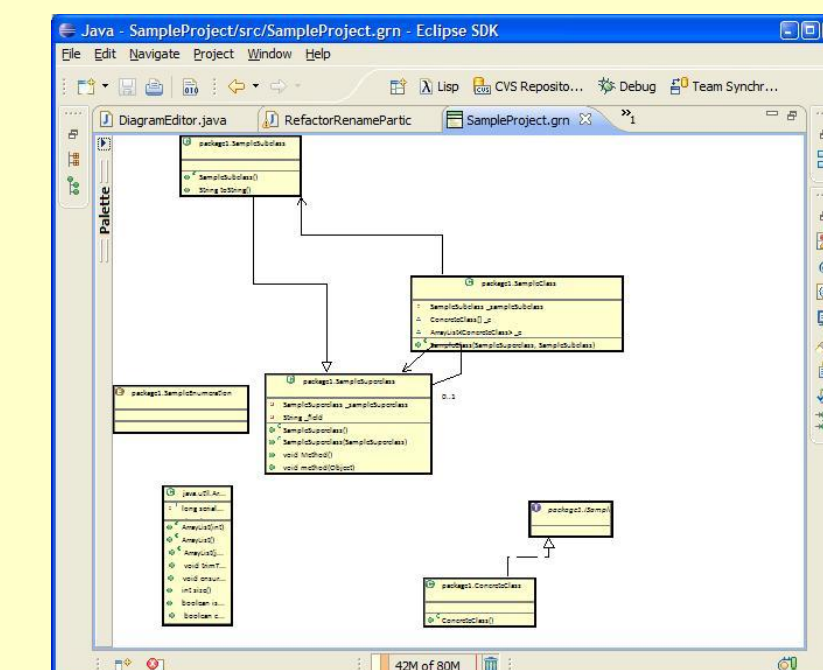 Java - SampleProject/src/SampleProject.grn - Eclipse SDK
File Edit Navigate Project Window Help
Lisp CVS Reposito... Debug Team Synchr...
DiagramEditor.java RefactorRenamePartic SampleProject.grn »1
Palette
package1.SampleSubclass
SampleSubclass()
String toString()
package1.SampleClass
SampleSubclass _sampleSubclass
ConcreteClass[] _c
ArrayList<ConcreteClass> _c
SampleClass(SampleSuperclass, SampleSubclass)
package1.SampleSuperclass
SampleSuperclass _sampleSuperclass
String _field
SampleSuperclass()
SampleSuperclass(SampleSuperclass)
void Method()
void method(Object)
0..1
package1.SampleEnumeration
java.util.Ar...
long serial...
ArrayList(int)
ArrayList()
ArrayList(j...
void trimT...
void ensur...
int size()
boolean is...
boolean c...
package1.ISampl
package1.ConcreteClass
ConcreteClass()
42M of 80M